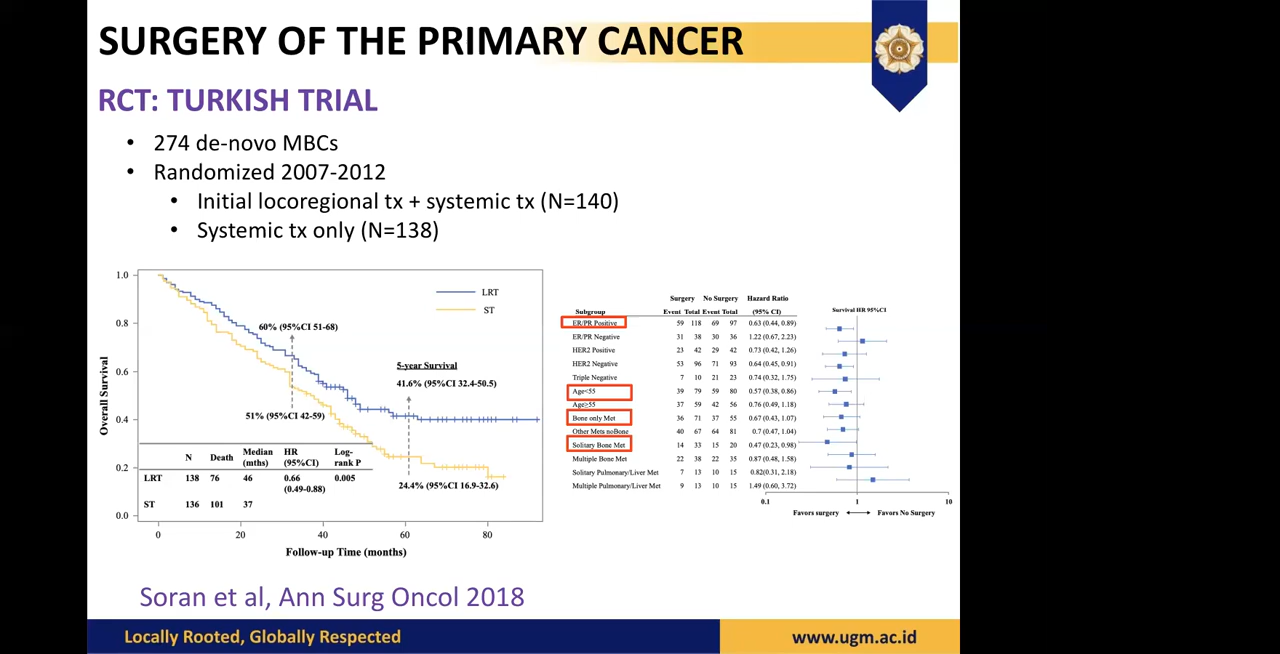 SURGERY OF THE PRIMARY CANCER
RCT: TURKISH TRIAL
• 274 de-novo MBCs
• Randomized 2007-2012
• Initial locoregional tx + systemic tx (N=140)
• Systemic tx only (N=138)
1.0
0.8
0.6
0.4
0.2
0.0
Overall Survival
LRT
ST
60% (95%CI 51-68)
51% (95%CI 42-59)
5-year Survival
41.6% (95%CI 32.4-50.5)
24.4% (95%CI 16.9-32.6)
N Death Median (mths) HR (95%CI) Log-rank P
LRT 138 76 46 0.66 (0.49-0.88) 0.005
ST 136 101 37
0 20 40 60 80
Follow-up Time (months)
Surgery No Surgery Hazard Ratio
Subgroup Event Total Event Total (95% CI) Survival HR 95%CI
ER/PR Positive 59 118 69 97 0.63 (0.44, 0.89)
ER/PR Negative 31 38 30 36 1.22 (0.67, 2.23)
HER2 Positive 23 42 29 42 0.73 (0.42, 1.26)
HER2 Negative 53 96 71 93 0.64 (0.45, 0.91)
Triple Negative 7 10 21 23 0.74 (0.32, 1.75)
Age<55 39 79 59 80 0.57 (0.38, 0.86)
Age≥55 37 59 42 56 0.76 (0.49, 1.18)
Bone only Met 36 71 37 55 0.67 (0.43, 1.07)
Other Mets noBone 40 67 64 81 0.7 (0.47, 1.04)
Solitary Bone Met 14 33 15 20 0.47 (0.23, 0.98)
Multiple Bone Met 22 38 22 35 0.87 (0.48, 1.58)
Solitary Pulmonary/Liver Met 7 13 10 15 0.82(0.31, 2.18)
Multiple Pulmonary/Liver Met 9 13 10 15 1.49 (0.60, 3.72)
0.1 1 10
Favors surgery Favors No Surgery
Soran et al, Ann Surg Oncol 2018
Locally Rooted, Globally Respected
www.ugm.ac.id